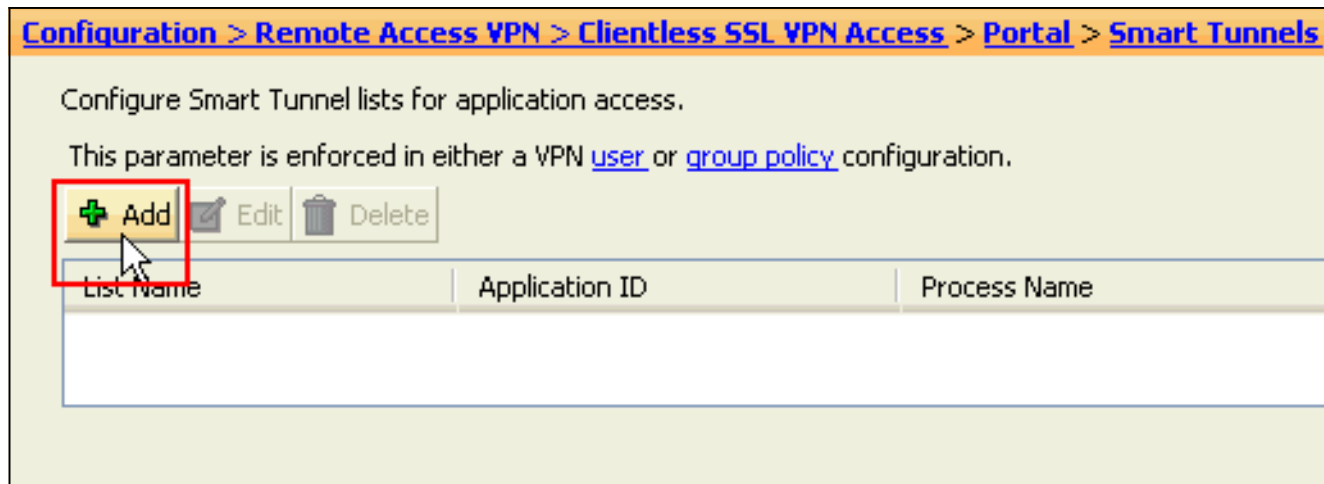 Configuration > Remote Access VPN > Clientless SSL VPN Access > Portal > Smart Tunnels
Configure Smart Tunnel lists for application access.
This parameter is enforced in either a VPN user or group policy configuration.
Add Edit Delete
List Name Application ID Process Name